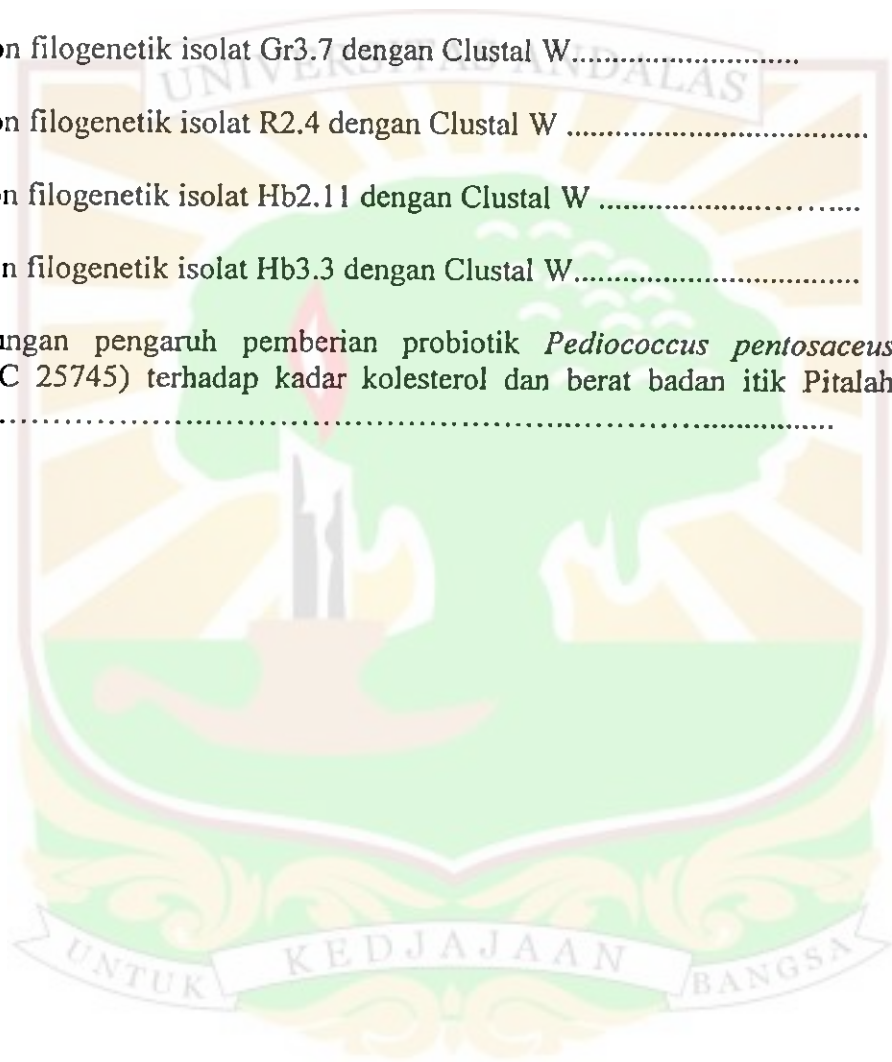 on filogenetik isolat Gr3.7 dengan Clustal W............................
on filogenetik isolat R2.4 dengan Clustal W .....................................
n filogenetik isolat Hb2.11 dengan Clustal W ................................
n filogenetik isolat Hb3.3 dengan Clustal W...................................
ngan pengaruh pemberian probiotik Pediococcus pentosaceus
C 25745) terhadap kadar kolesterol dan berat badan itik Pitalah
..............................................................................................
UNIVERSITAS ANDALAS
UNTUK KEDJAJAAN BANGSA